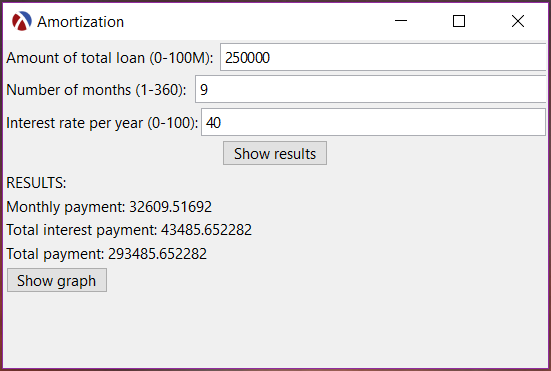 Amortization
Amount of total loan (0-100M): 250000
Number of months (1-360): 9
Interest rate per year (0-100): 40
Show results
RESULTS:
Monthly payment: 32609.51692
Total interest payment: 43485.652282
Total payment: 293485.652282
Show graph